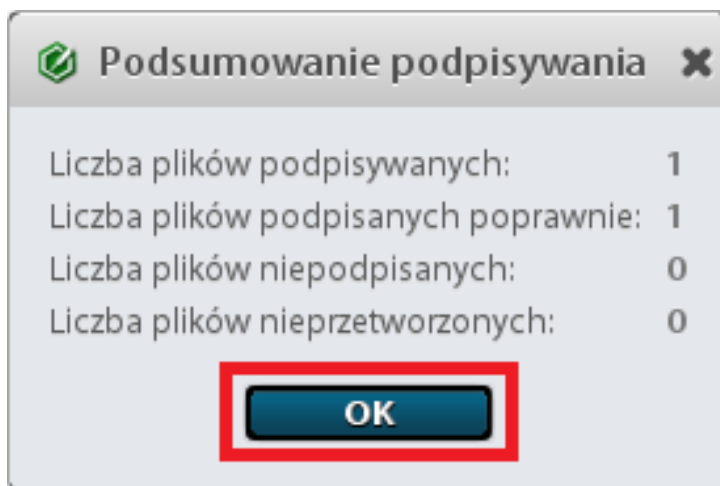 Podsumowanie podpisywania
Liczba plików podpisywanych: 1
Liczba plików podpisanych poprawnie: 1
Liczba plików niepodpisanych: 0
Liczba plików nieprzetworzonych: 0
OK